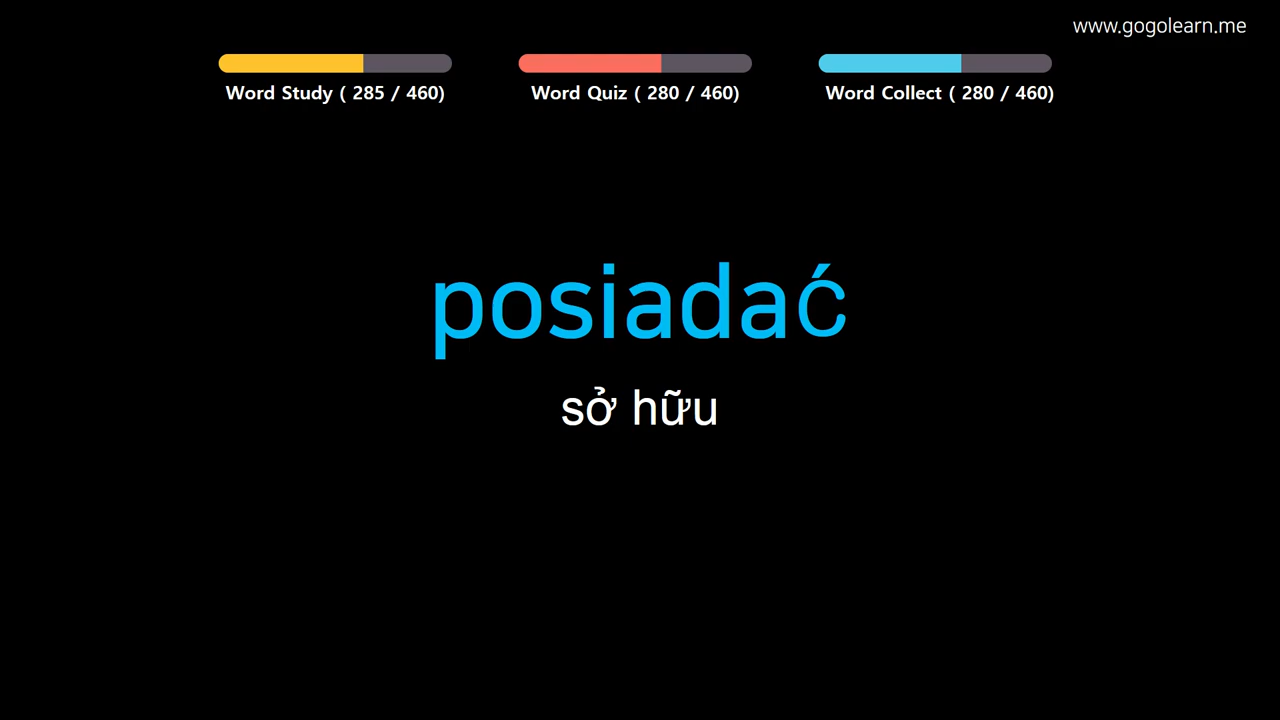 www.gogolearn.me
Word Study ( 285 / 460)
Word Quiz ( 280 / 460)
Word Collect ( 280 / 460)
posiadać
sở hữu